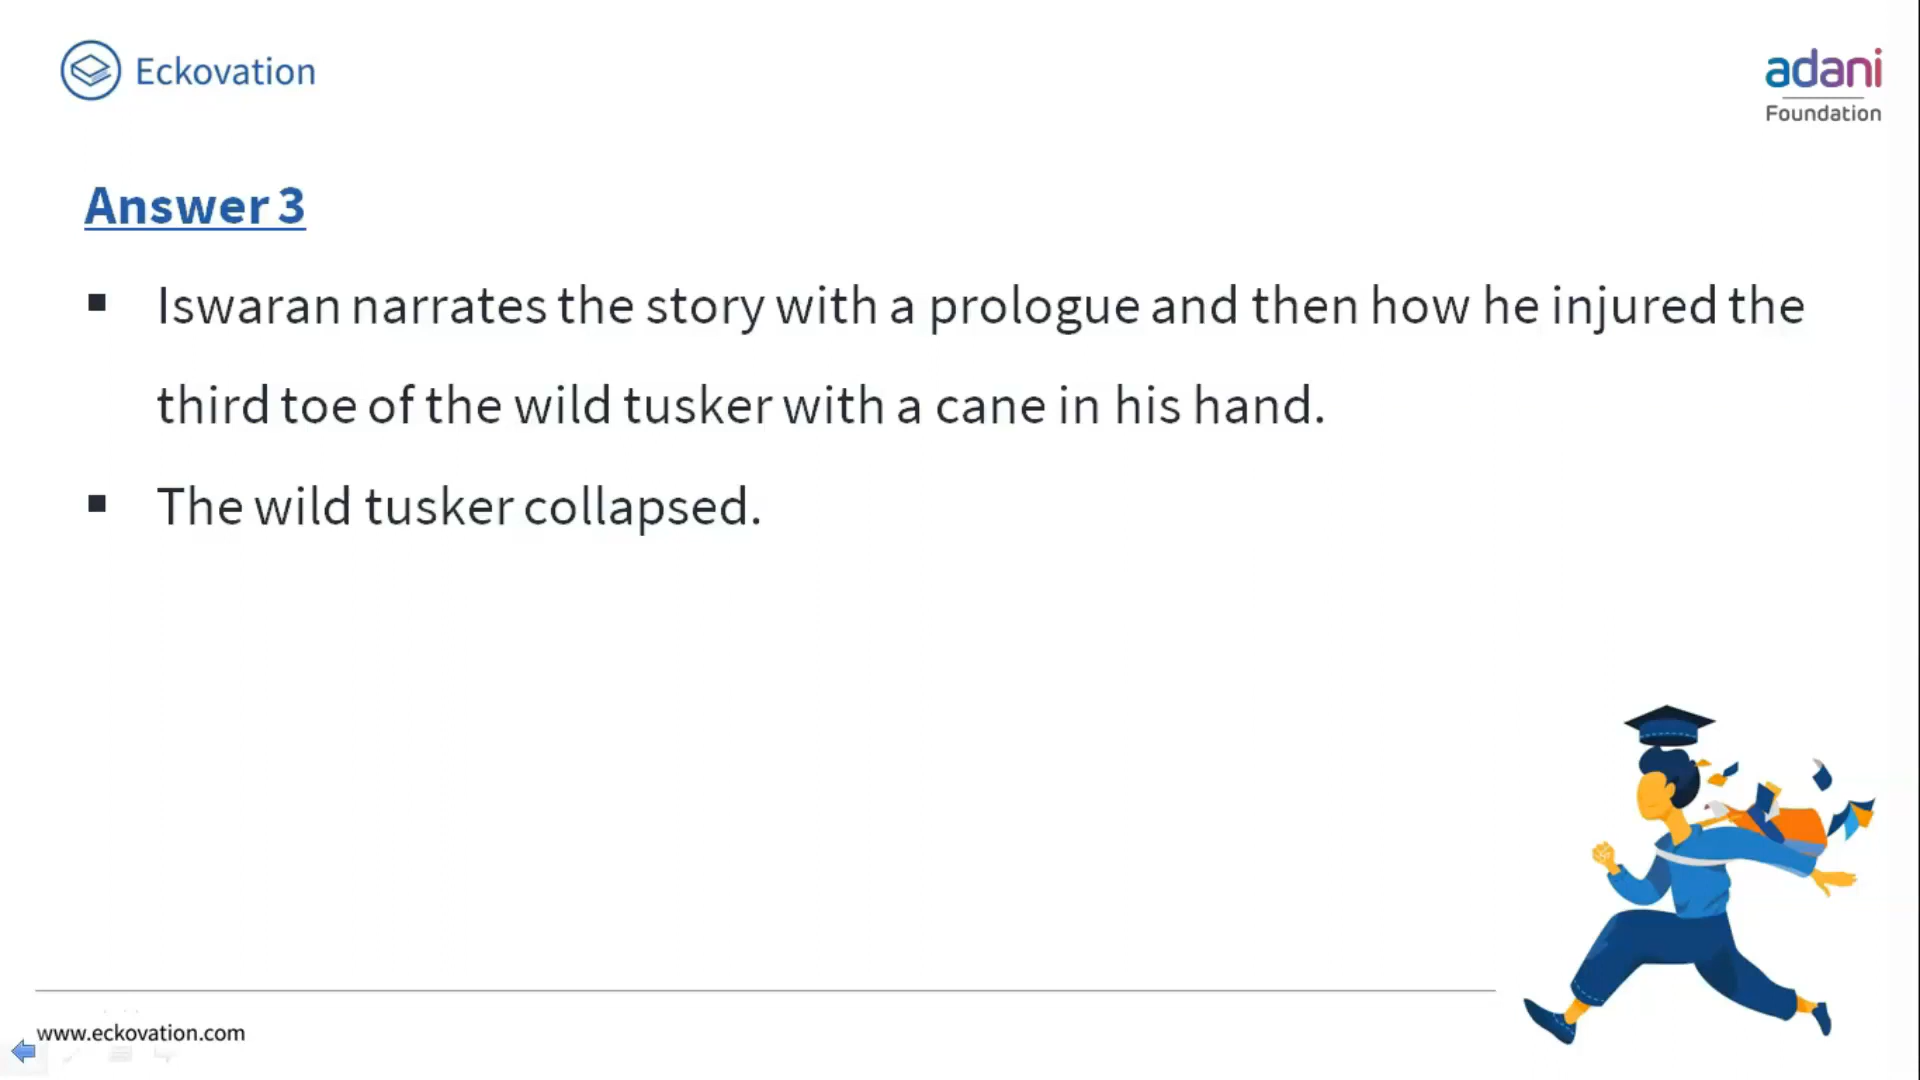 Eckovation
adani
Foundation
Answer 3
▪ Iswaran narrates the story with a prologue and then how he injured the
third toe of the wild tusker with a cane in his hand.
▪ The wild tusker collapsed.
www.eckovation.com